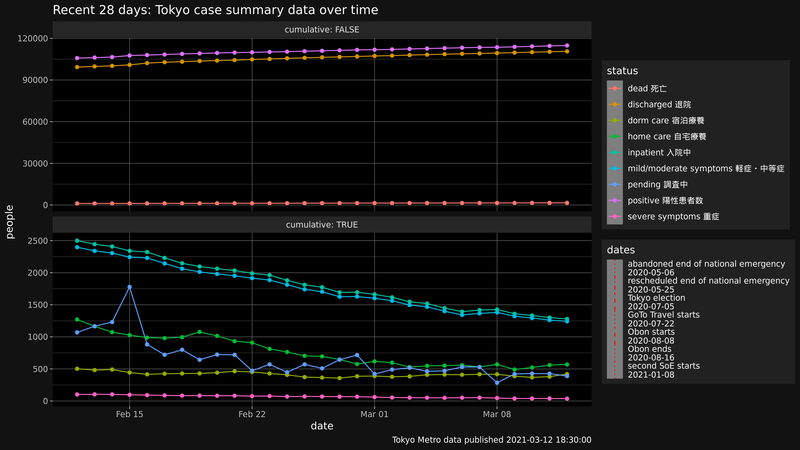 Recent 28 days: Tokyo case summary data over time
cumulative: FALSE
120000
90000
60000
30000
0
cumulative: TRUE
2500
2000
1500
1000
500
0
people
Feb 15
Feb 22
Mar 01
Mar 08
date
status
dead 死亡
discharged 退院
dorm care 宿泊療養
home care 自宅療養
inpatient 入院中
mild/moderate symptoms 軽症・中等症
pending 調査中
positive 陽性患者数
severe symptoms 重症
dates
abandoned end of national emergency
2020-05-06
rescheduled end of national emergency
2020-05-25
Tokyo election
2020-07-05
GoTo Travel starts
2020-07-22
Obon starts
2020-08-08
Obon ends
2020-08-16
second SoE starts
2021-01-08
Tokyo Metro data published 2021-03-12 18:30:00